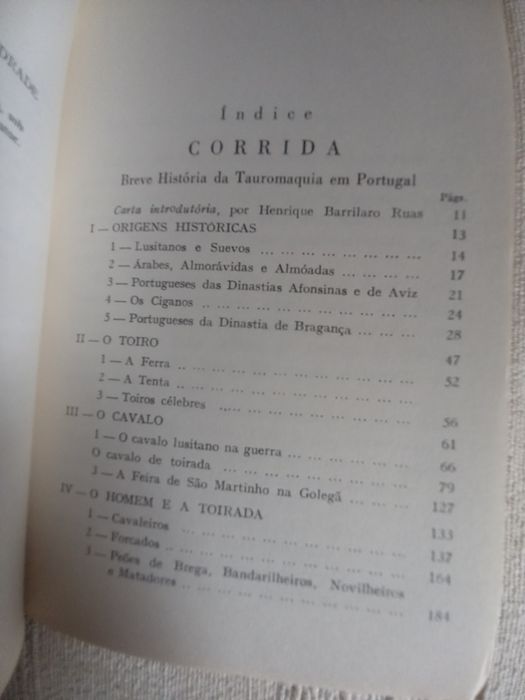 DRADE
Índice
CORRIDA
Breve História da Tauromaquia em Portugal
Págs.
Carta introdutória, por Henrique Barrilaro Ruas 11
I — ORIGENS HISTÓRICAS 13
1 — Lusitanos e Suevos ... ... ... ... ... ... ... ... 14
2 — Árabes, Almorávidas e Almóadas ... ... ... ... 17
3 — Portugueses das Dinastias Afonsinas e de Aviz 21
4 — Os Ciganos .. ... ... ... ... ... ... ... ... ... ... 24
5 — Portugueses da Dinastia de Bragança ... ... ... 28
II — O TOIRO 47
1 — A Ferra .. ... ... ... ... ... ... ... ... ... ... ... 52
2 — A Tenta .. ... ... ... ... ... ... ... ... ... ... ...
3 — Toiros célebres ..... ... ... ... ... ... ... ... ... 56
III — O CAVALO 61
1 — O cavalo lusitano na guerra ... ... ... ... ... ... 66
O cavalo de toirada ... ... ... ... ... ... ... ... ... 79
3 — A Feira de São Martinho na Golegã ... ... ... 127
IV — O HOMEM E A TOIRADA 133
1 — Cavaleiros ... ... ... ... ... ... ... ... ... ... ... 137
2 — Forcados .. ... ... ... ... ... ... ... ... ... ... ... 164
3 — Peões de Brega, Bandarilheiros, Novilheiros
e Matadores ... ... ... ... ... ... ... ... ... ... 184